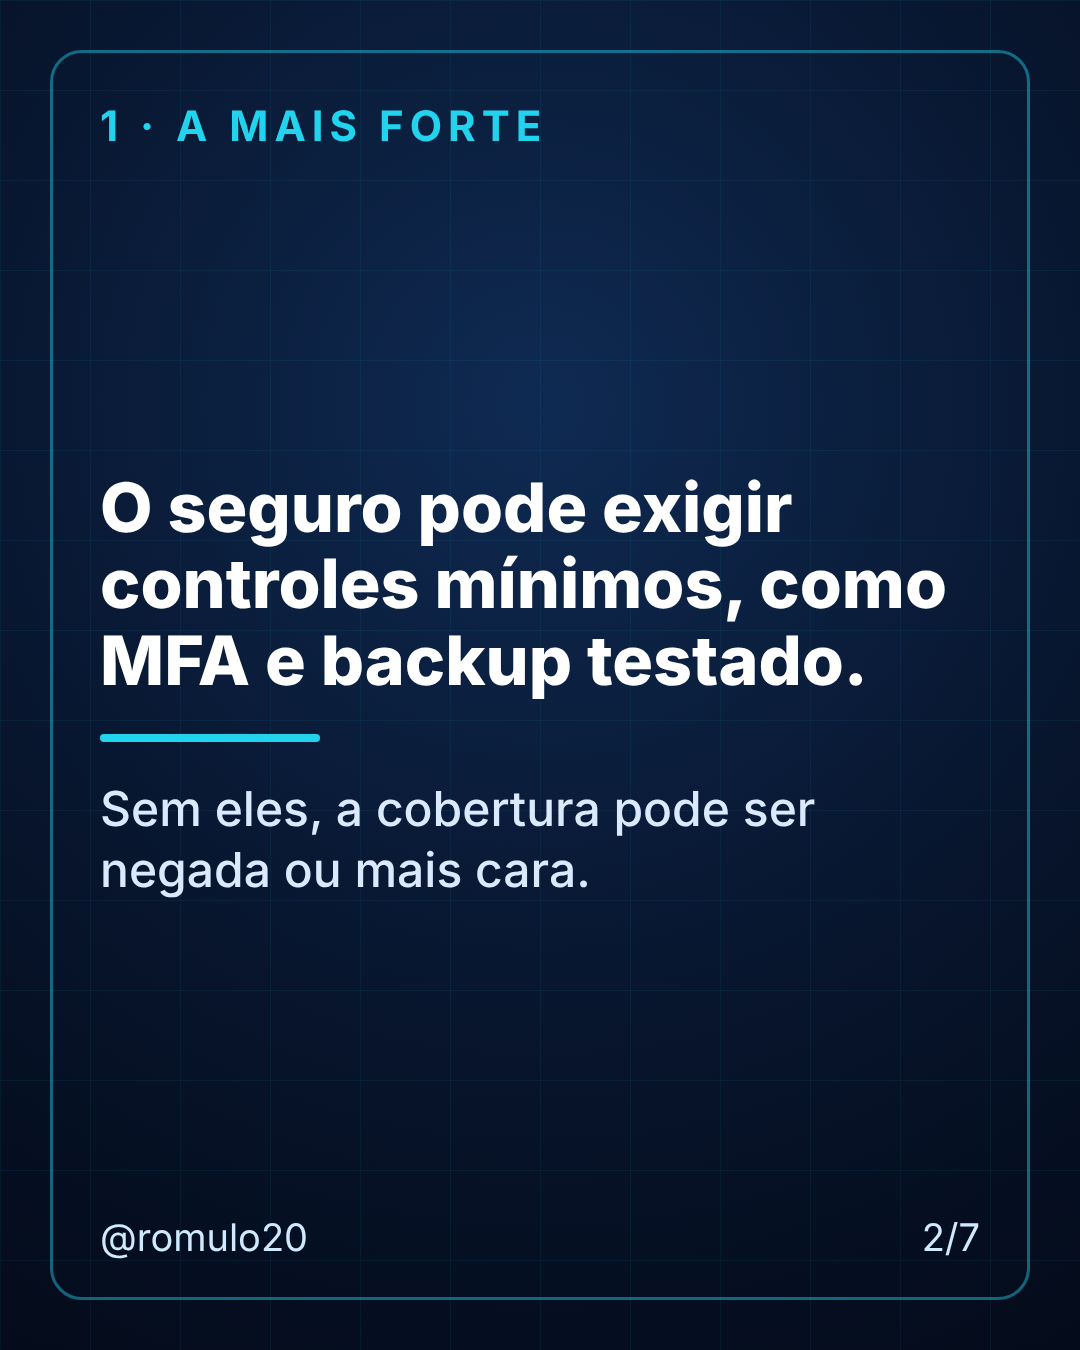 1 · A MAIS FORTE
O seguro pode exigir
controles mínimos, como
MFA e backup testado.
Sem eles, a cobertura pode ser
negada ou mais cara.
@romulo20
2/7